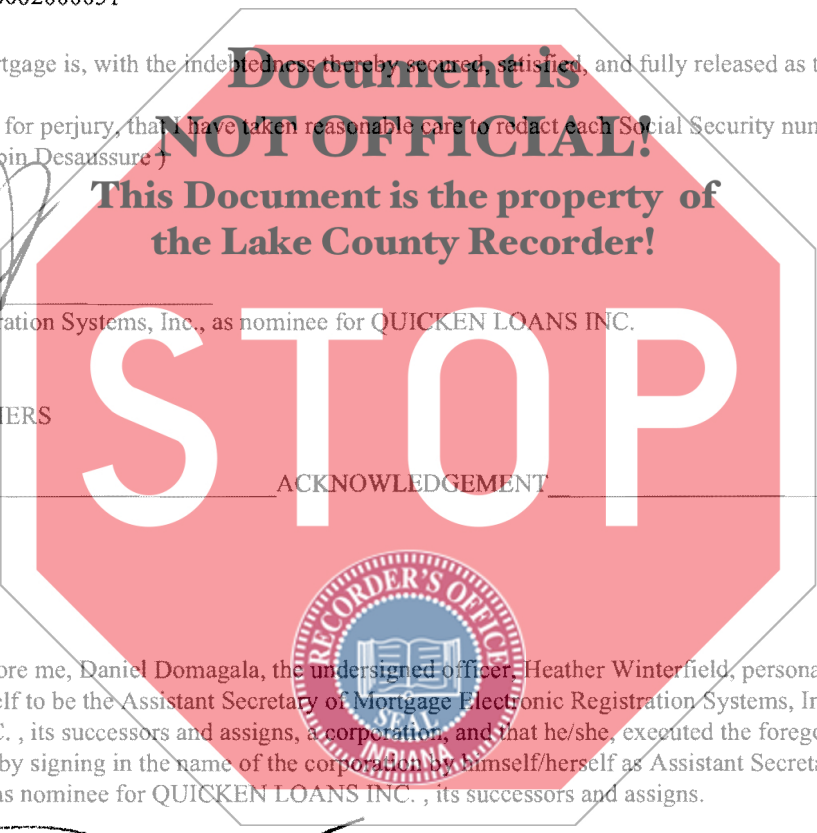 rtgage is, with the indebtedness thereby secured, satisfied, and fully released as t
Document is
for perjury, that I have taken reasonable care to redact each Social Security num
NOT OFFICIAL!
Desaussure )
This Document is the property of
the Lake County Recorder!
ration Systems, Inc., as nominee for QUICKEN LOANS INC.
STOP
IERS
ACKNOWLEDGEMENT
RECORDER'S OFFICE
SEAL
INDIANA
ore me, Daniel Domagala, the undersigned officer, Heather Winterfield, persona
elf to be the Assistant Secretary of Mortgage Electronic Registration Systems, In
C. , its successors and assigns, a corporation, and that he/she, executed the forego
by signing in the name of the corporation by himself/herself as Assistant Secreta
as nominee for QUICKEN LOANS INC. , its successors and assigns.